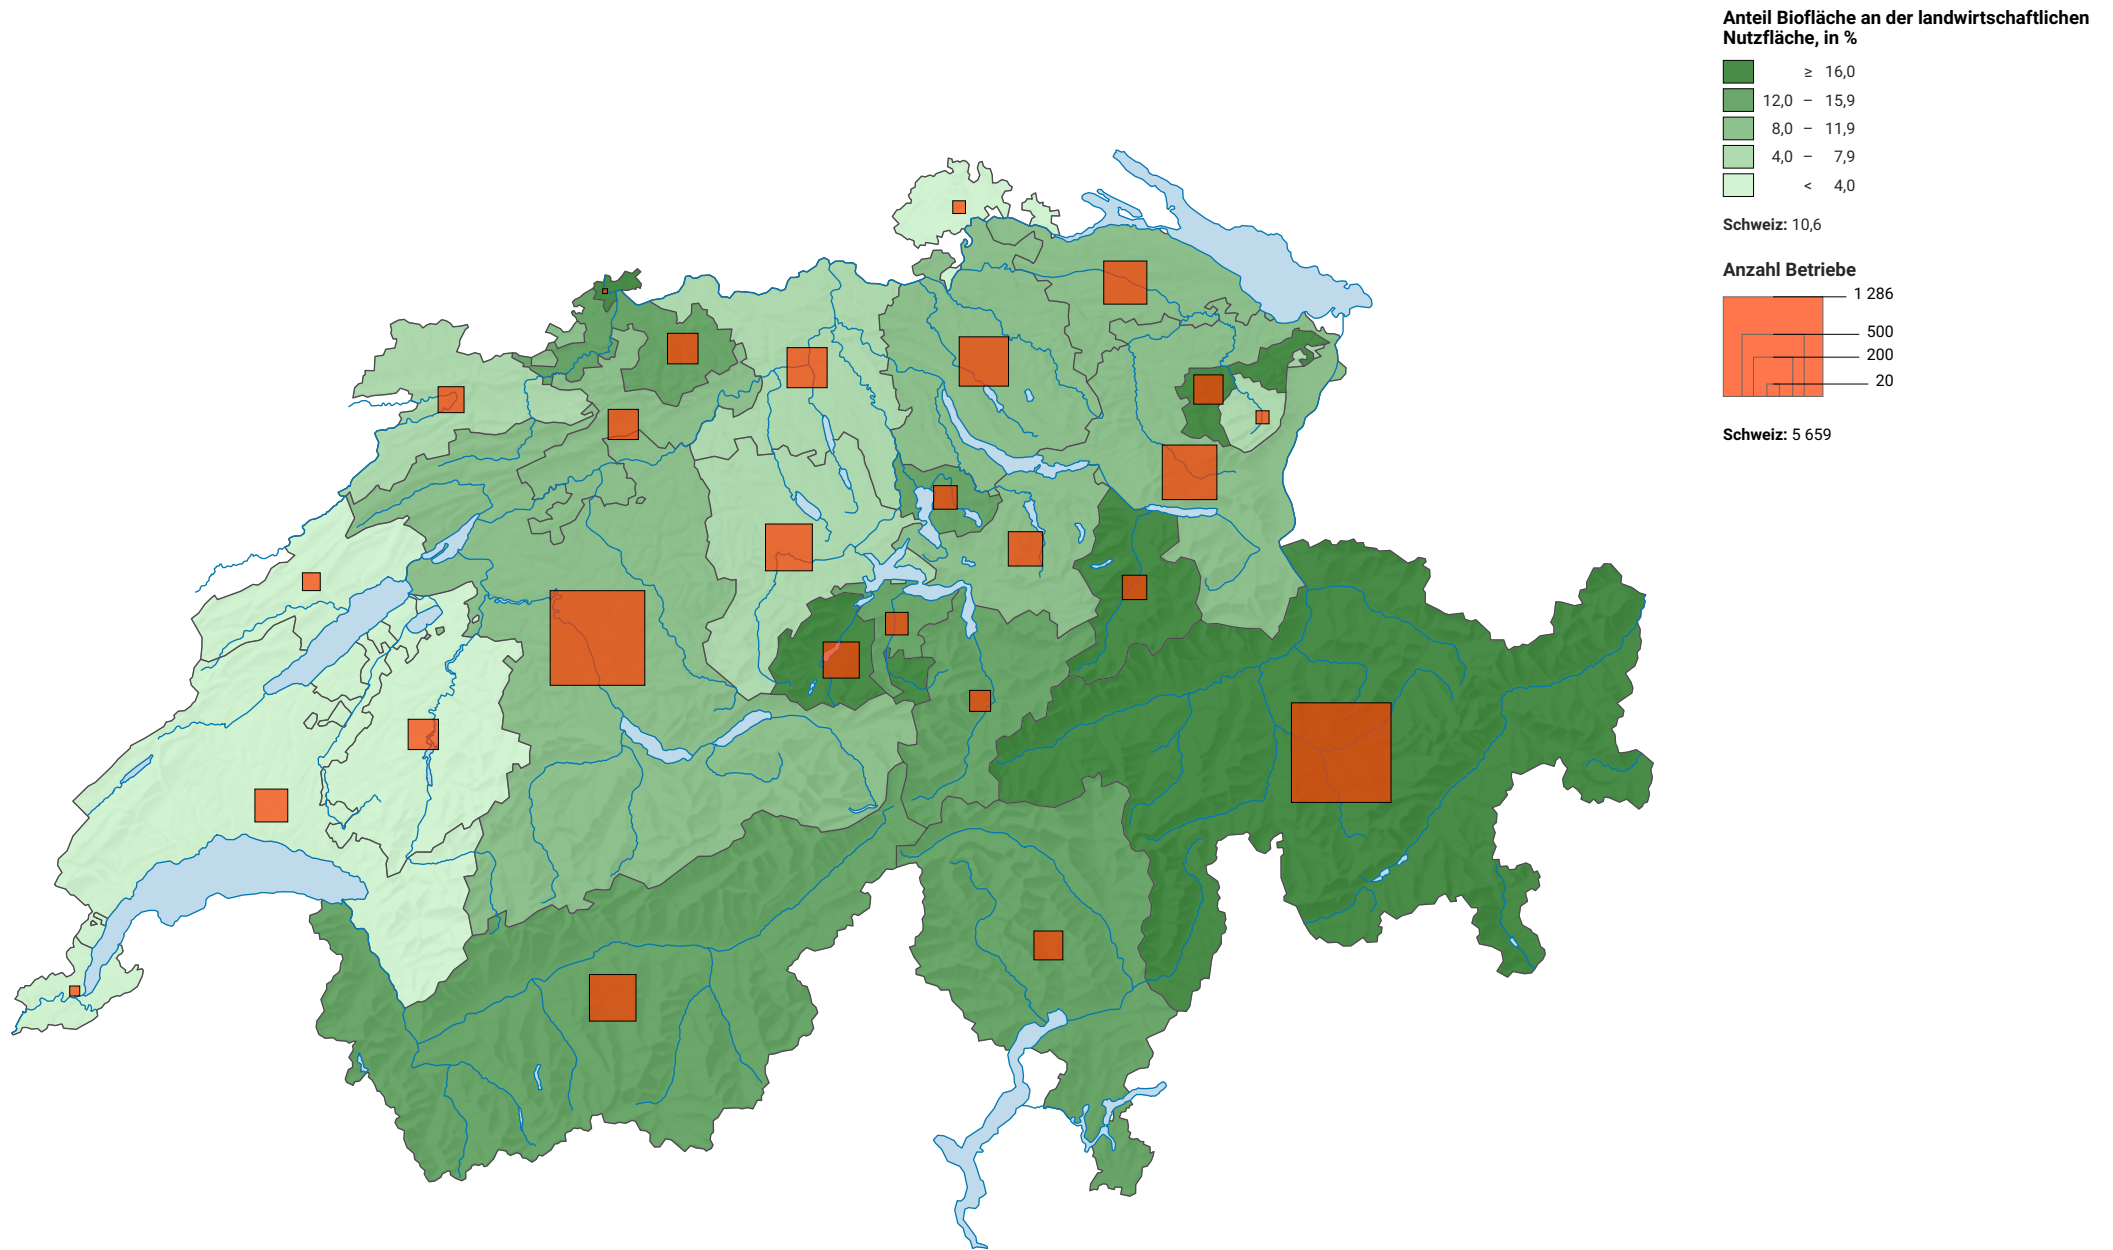 Anteil Biofläche an der landwirtschaftlichen
Nutzfläche, in %
≥ 16,0
12,0 – 15,9
8,0 – 11,9
4,0 – 7,9
< 4,0
Schweiz: 10,6
Anzahl Betriebe
1 286
500
200
20
Schweiz: 5 659